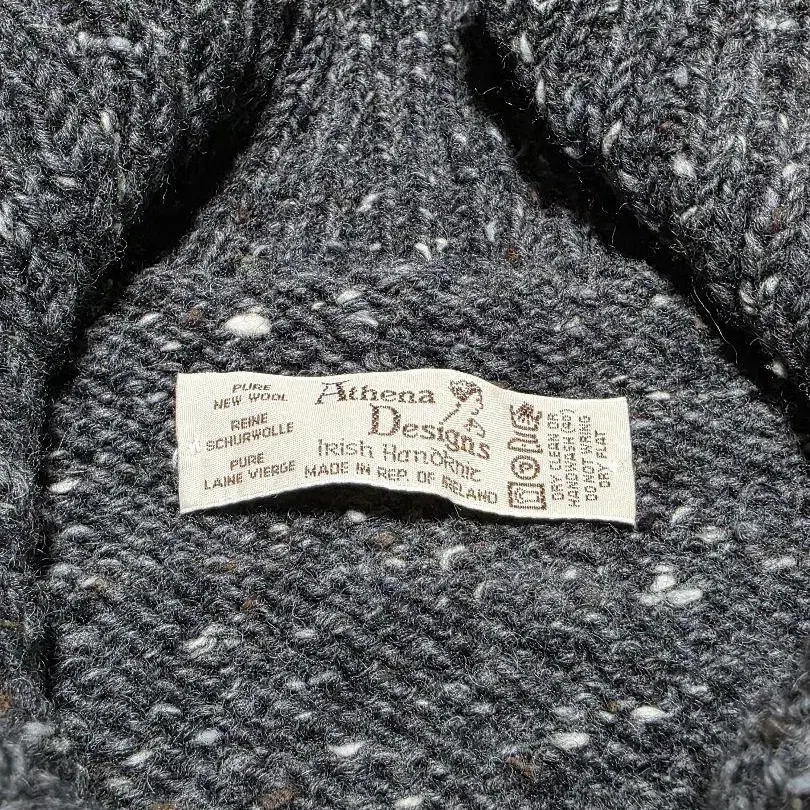 PURE
NEW WOOL
REINE
SCHURWOLLE
PURE
LAINE VIERGE
Athena
Designs
Irish Handknit
MADE IN REP. OF IRELAND
DRY CLEAN OR
HANDWASH (40°)
DO NOT WRING
DRY FLAT